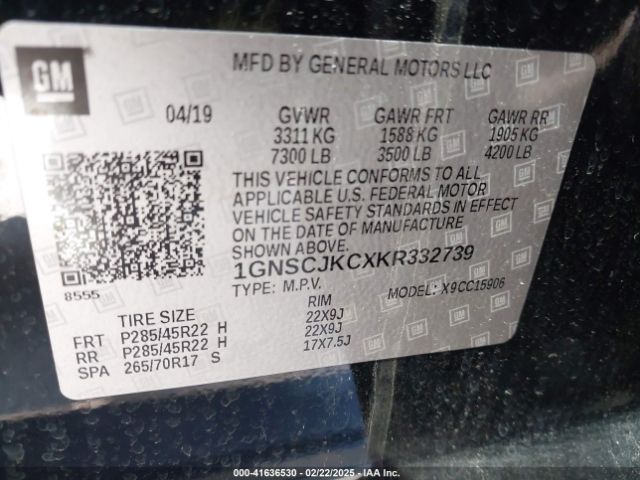 GM
MFD BY GENERAL MOTORS LLC
04/19 GVWR GAWR FRT GAWR RR
3311 KG 1588 KG 1905 KG
7300 LB 3500 LB 4200 LB
THIS VEHICLE CONFORMS TO ALL
APPLICABLE U.S. FEDERAL MOTOR
VEHICLE SAFETY STANDARDS IN EFFECT
ON THE DATE OF MANUFACTURE
SHOWN ABOVE.
1GNSCJKCXKR332739
8555
TYPE: M.P.V. MODEL: X9CC15906
TIRE SIZE RIM
FRT P285/45R22 H 22X9J
RR P285/45R22 H 22X9J
SPA 265/70R17 S 17X7.5J
000-41636530 - 02/22/2025 - IAA Inc.